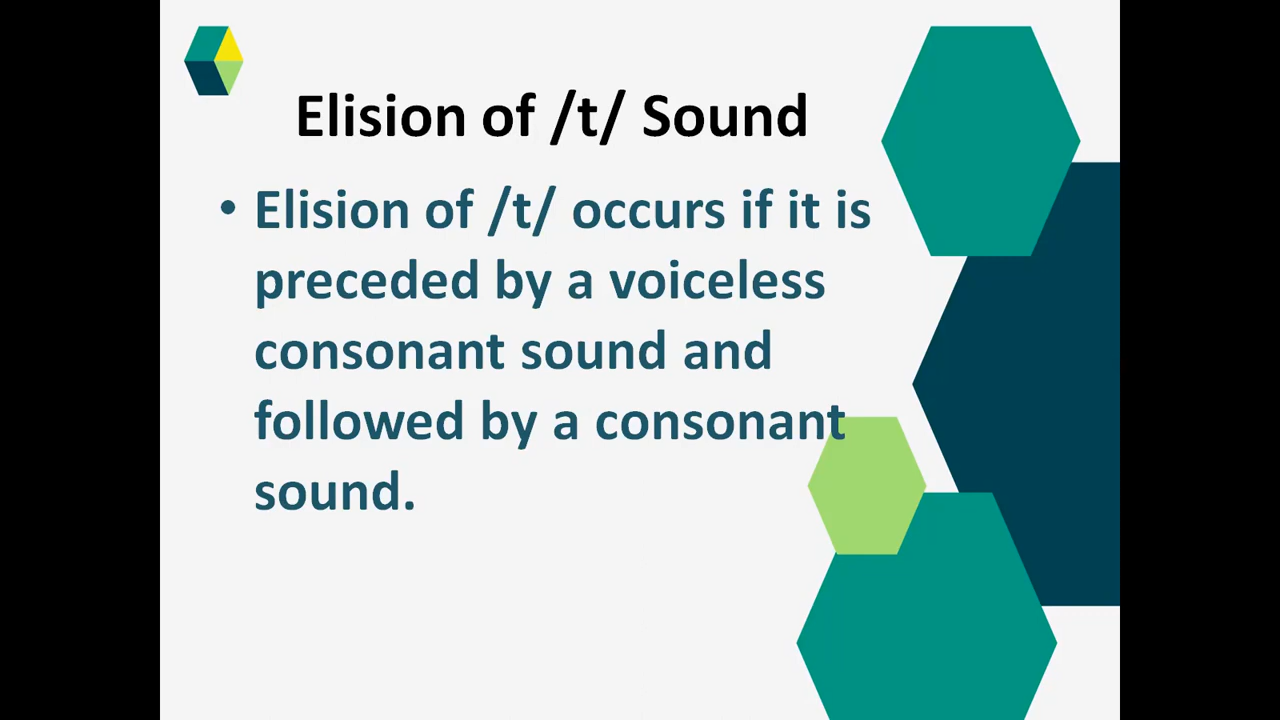 Elision of /t/ Sound
• Elision of /t/ occurs if it is
preceded by a voiceless
consonant sound and
followed by a consonant
sound.